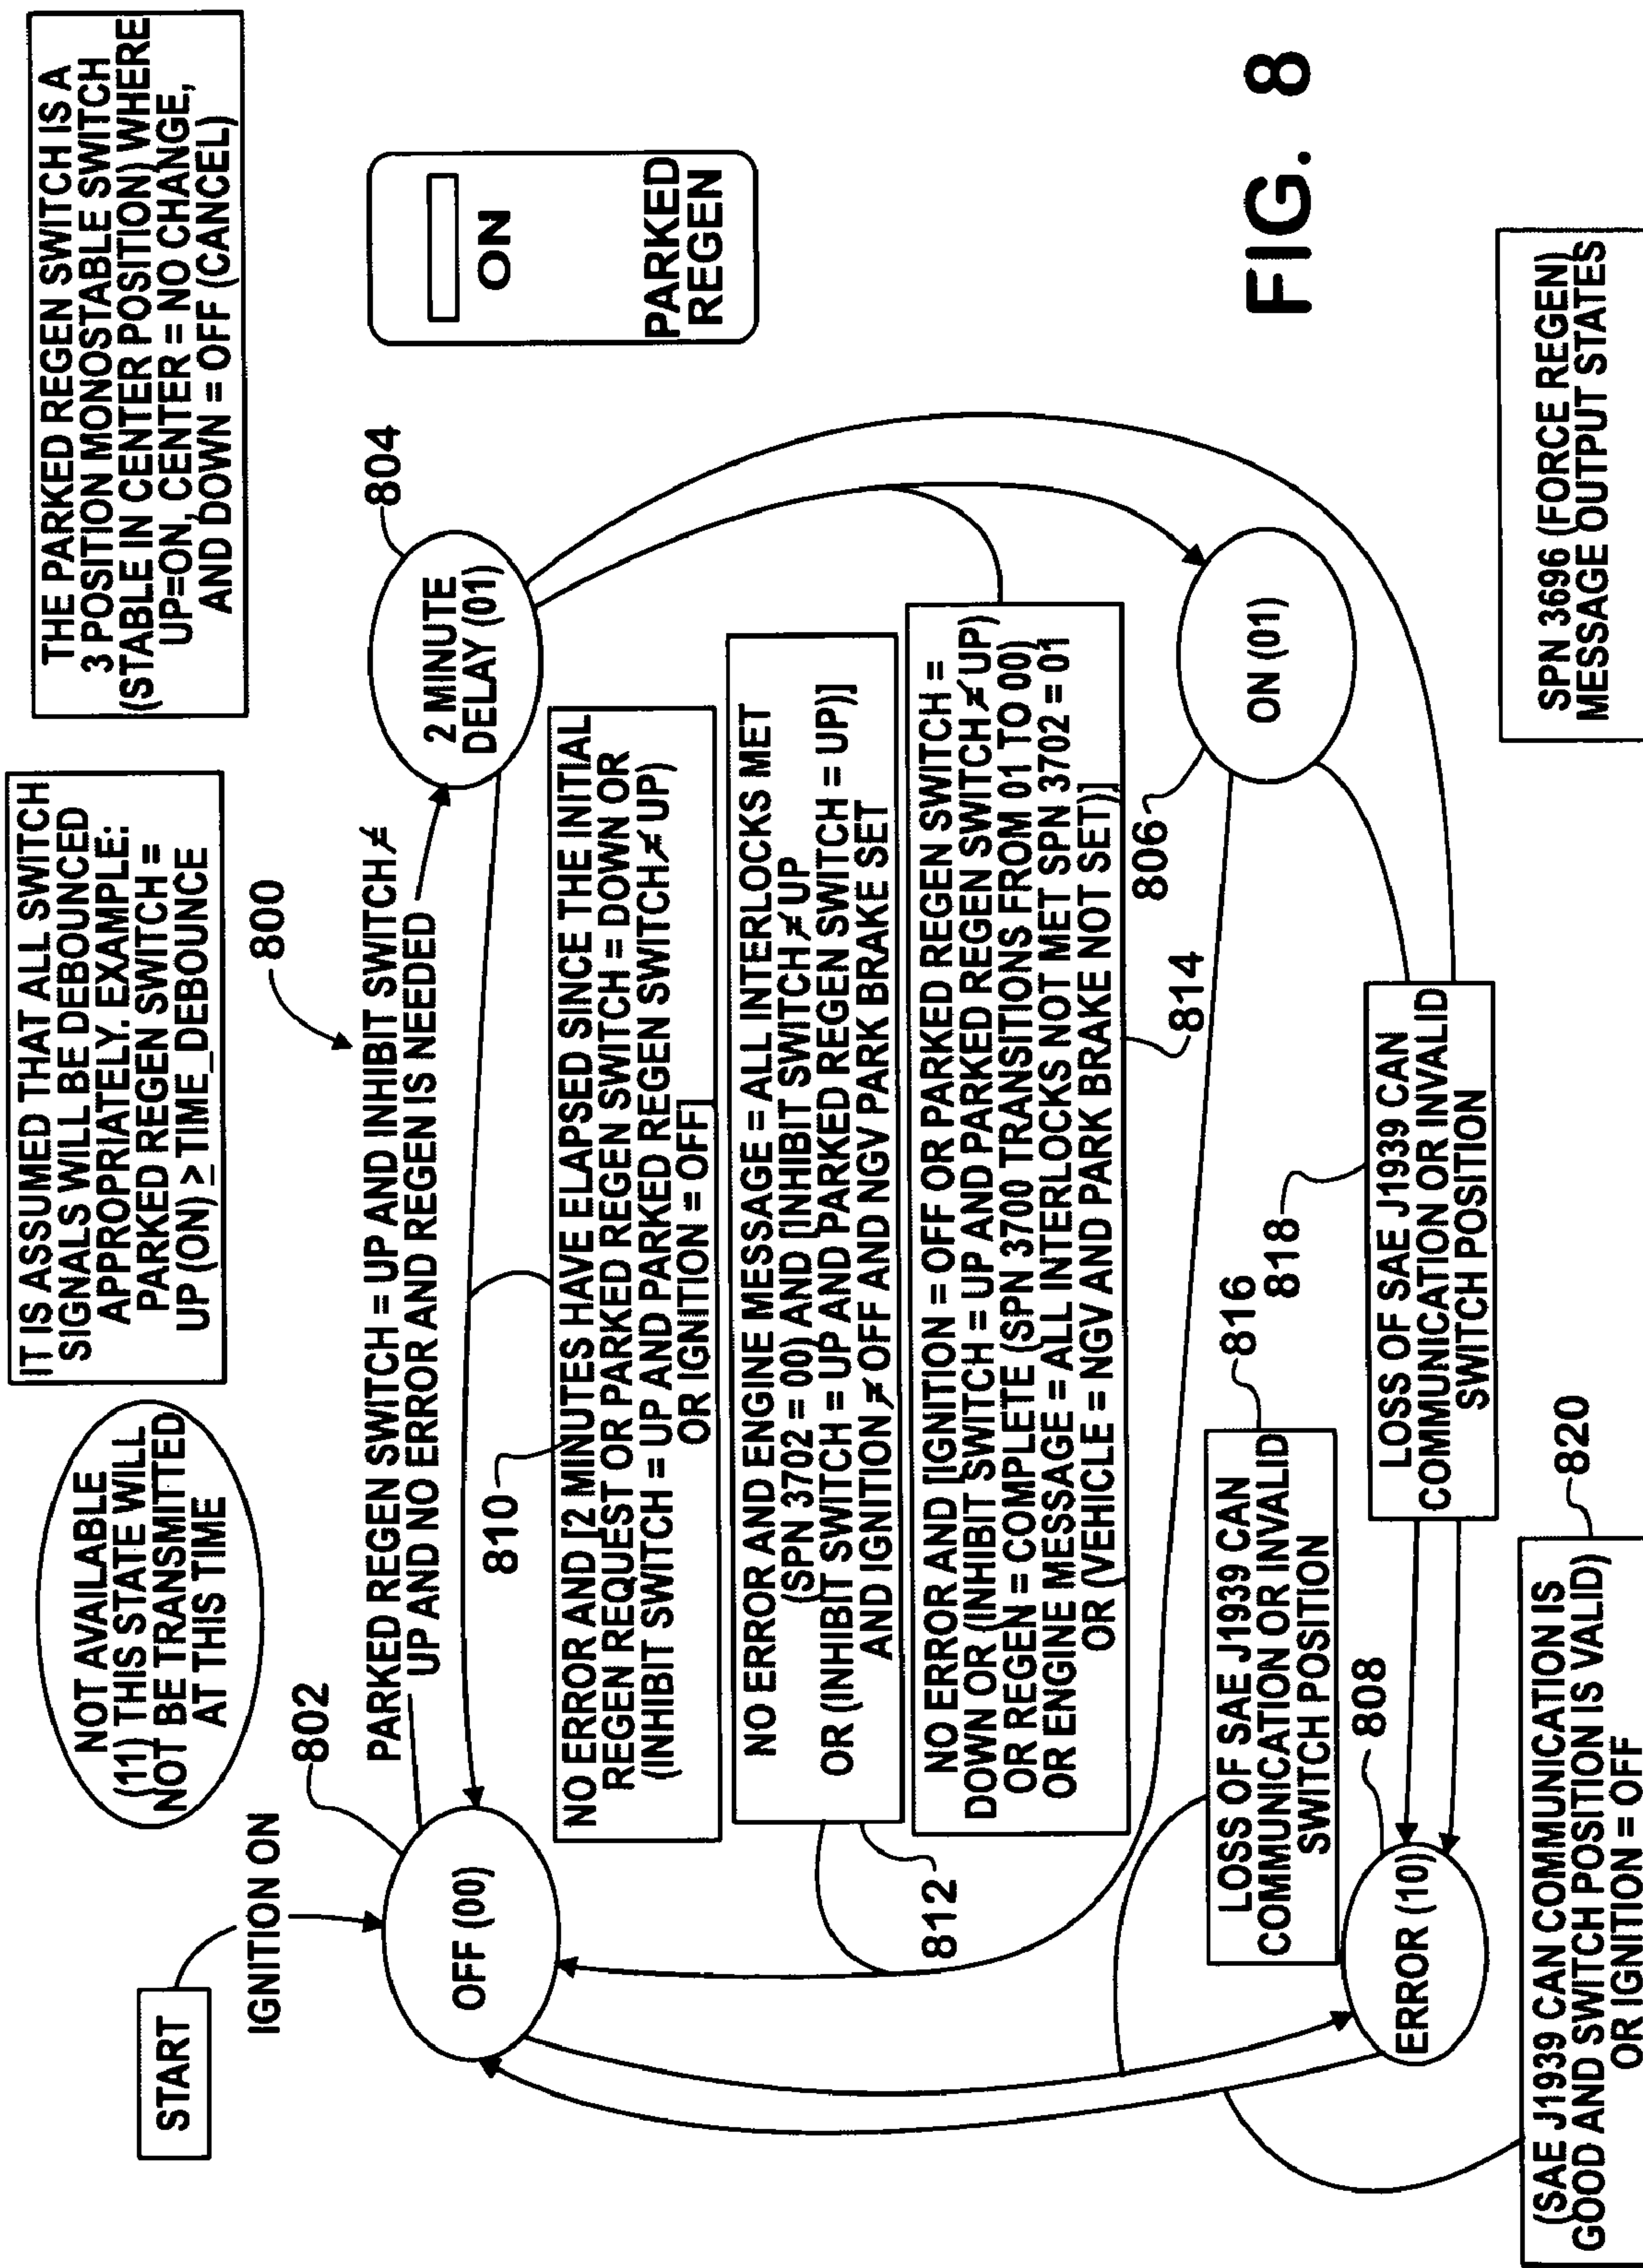 START
IGNITION ON
NOT AVAILABLE
(11) THIS STATE WILL
NOT BE TRANSMITTED
AT THIS TIME
IT IS ASSUMED THAT ALL SWITCH
SIGNALS WILL BE DEBOUNCED
APPROPRIATELY. EXAMPLE:
PARKED REGEN SWITCH =
UP (ON) ≥ TIME_DEBOUNCE
THE PARKED REGEN SWITCH IS A
3 POSITION MONOSTABLE SWITCH
(STABLE IN CENTER POSITION) WHERE
UP=ON, CENTER = NO CHANGE,
AND DOWN = OFF (CANCEL)
802
800
804
OFF (00)
PARKED REGEN SWITCH = UP AND INHIBIT SWITCH ≠
UP AND NO ERROR AND REGEN IS NEEDED
2 MINUTE
DELAY (01)
ON
PARKED
REGEN
810
NO ERROR AND [2 MINUTES HAVE ELAPSED SINCE THE INITIAL
REGEN REQUEST OR PARKED REGEN SWITCH = DOWN OR
(INHIBIT SWITCH = UP AND PARKED REGEN SWITCH ≠ UP)
OR IGNITION = OFF]
NO ERROR AND ENGINE MESSAGE = ALL INTERLOCKS MET
(SPN 3702 = 00) AND [INHIBIT SWITCH ≠ UP
OR (INHIBIT SWITCH = UP AND PARKED REGEN SWITCH = UP)]
AND IGNITION ≠ OFF AND NGV PARK BRAKE SET
812
NO ERROR AND [IGNITION = OFF OR PARKED REGEN SWITCH =
DOWN OR (INHIBIT SWITCH = UP AND PARKED REGEN SWITCH ≠ UP)
OR REGEN = COMPLETE (SPN 3700 TRANSITIONS FROM 01 TO 00)
OR ENGINE MESSAGE = ALL INTERLOCKS NOT MET SPN 3702 = 01
OR (VEHICLE = NGV AND PARK BRAKE NOT SET)]
814
806
ON (01)
LOSS OF SAE J1939 CAN
COMMUNICATION OR INVALID
SWITCH POSITION
816
818
LOSS OF SAE J1939 CAN
COMMUNICATION OR INVALID
SWITCH POSITION
808
ERROR (10)
(SAE J1939 CAN COMMUNICATION IS
GOOD AND SWITCH POSITION IS VALID)
OR IGNITION = OFF
820
SPN 3696 (FORCE REGEN)
MESSAGE OUTPUT STATES
FIG. 8